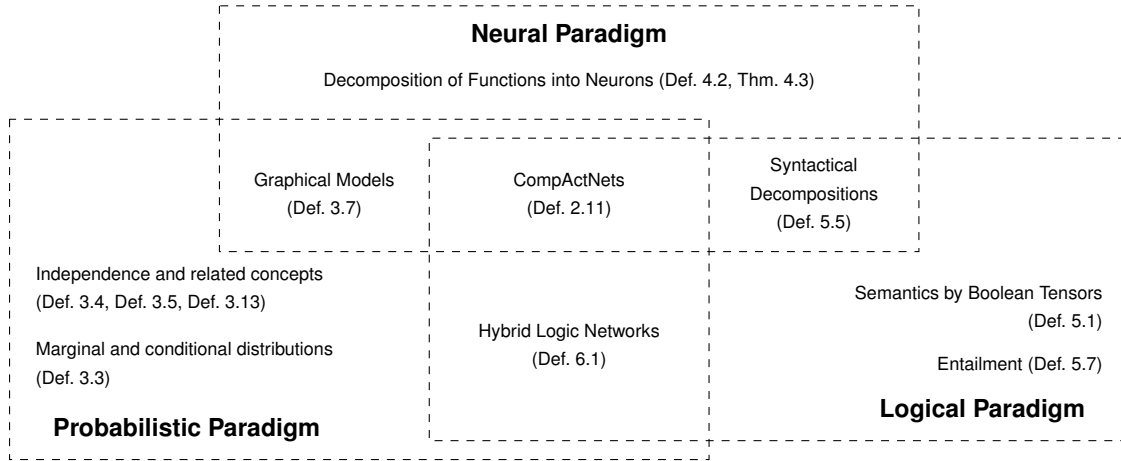 Neural Paradigm
Decomposition of Functions into Neurons (Def. 4.2, Thm. 4.3)
Graphical Models
(Def. 3.7)
CompActNets
(Def. 2.11)
Syntactical
Decompositions
(Def. 5.5)
Independence and related concepts
(Def. 3.4, Def. 3.5, Def. 3.13)
Marginal and conditional distributions
(Def. 3.3)
Hybrid Logic Networks
(Def. 6.1)
Semantics by Boolean Tensors
(Def. 5.1)
Entailment (Def. 5.7)
Probabilistic Paradigm
Logical Paradigm